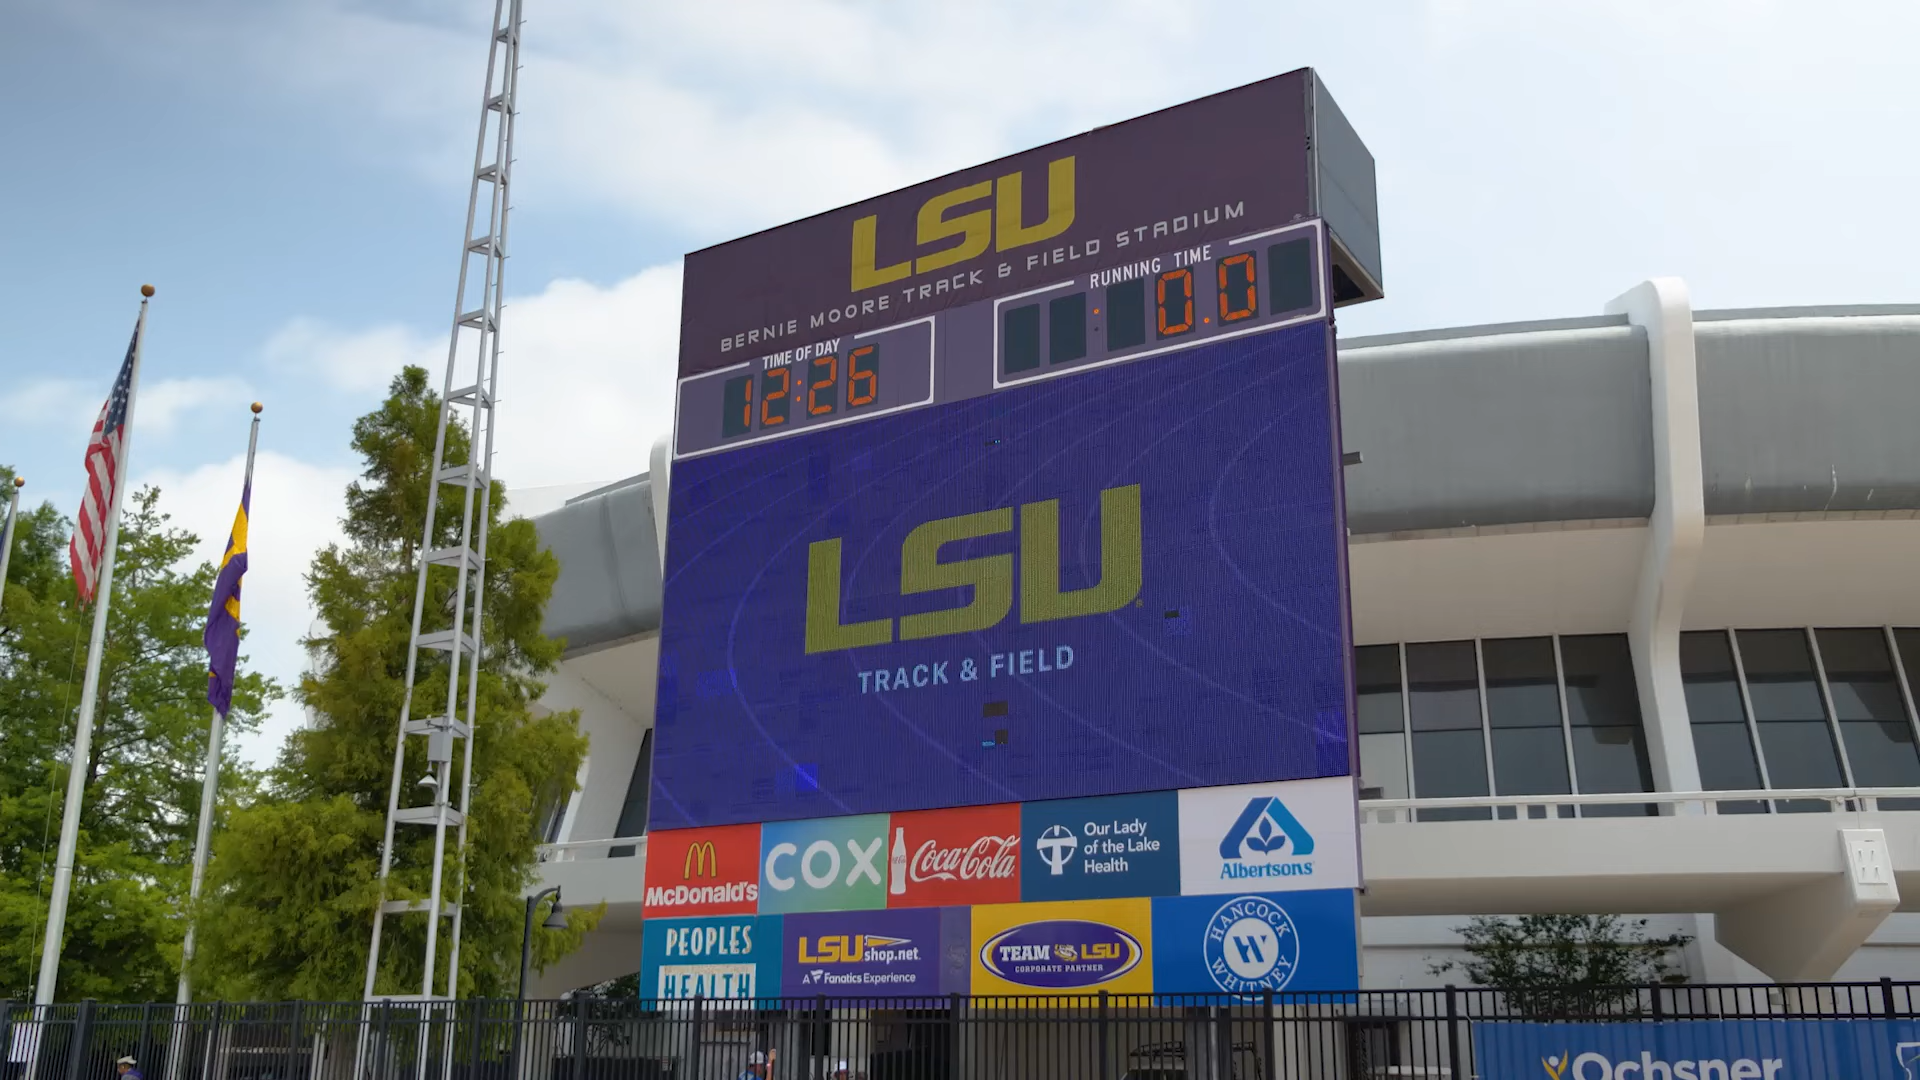 LSU
BERNIE MOORE TRACK & FIELD STADIUM
RUNNING TIME
0.0
TIME OF DAY
12:26
LSU
TRACK & FIELD
McDonald's
COX
Coca-Cola
Our Lady
of the Lake
Health
Albertsons
PEOPLES
HEALTH
LSUshop.net
A Fanatics Experience
TEAM LSU
CORPORATE PARTNER
HANCOCK
WHITNEY
Ochsner